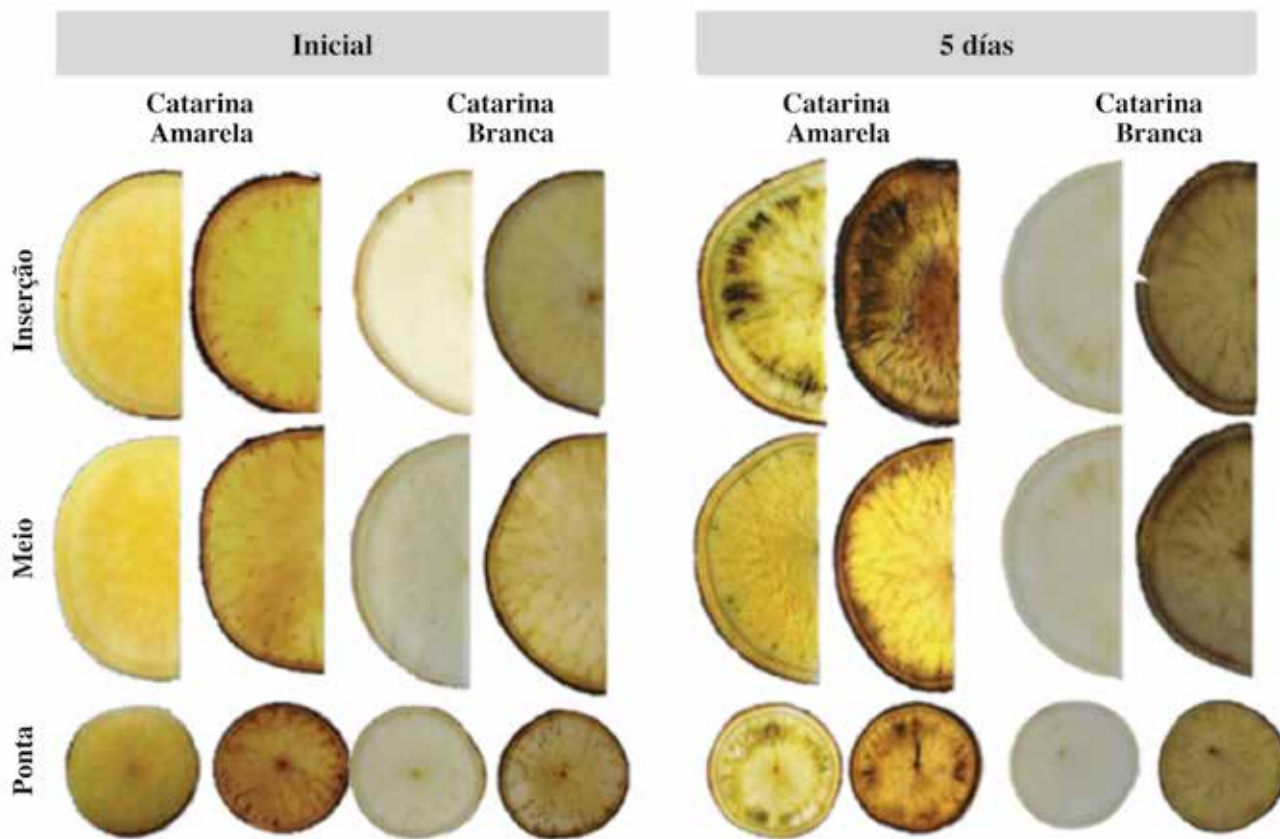 Inicial
5 días
Catarina
Amarela
Catarina
Branca
Catarina
Amarela
Catarina
Branca
Inserção
Meio
Ponta